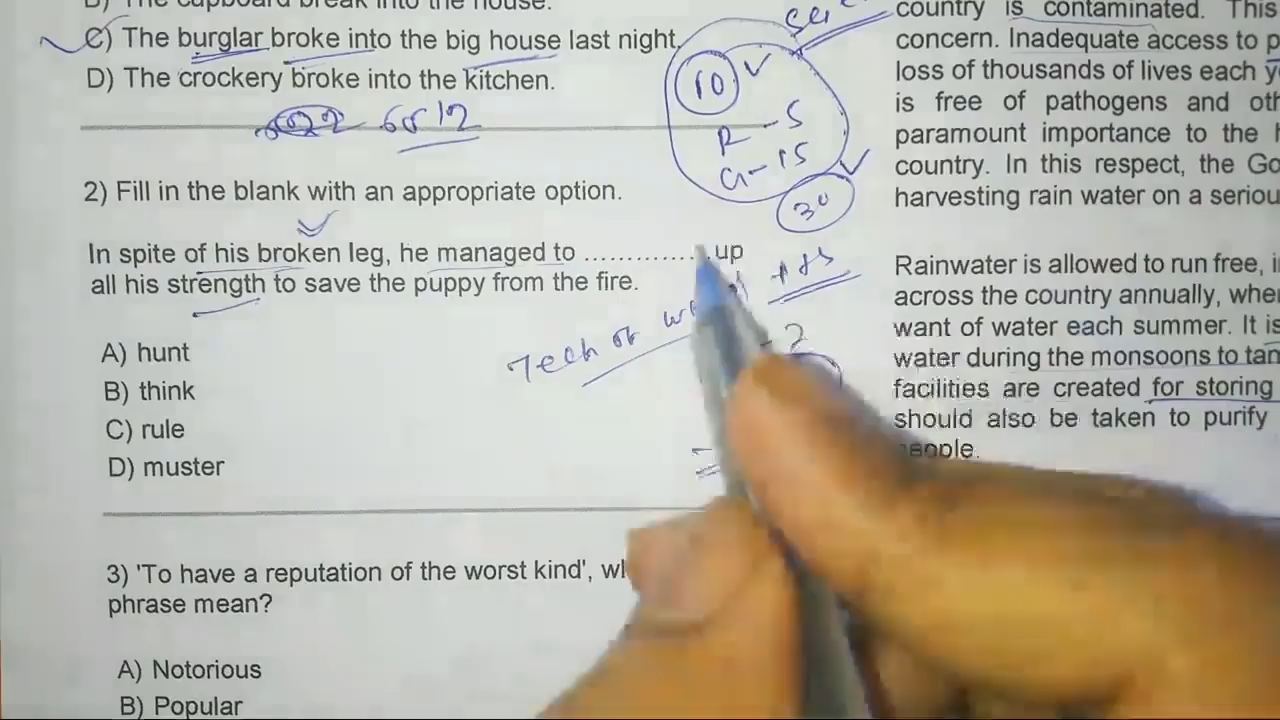 C) The burglar broke into the big house last night.
D) The crockery broke into the kitchen.
2) Fill in the blank with an appropriate option.
In spite of his broken leg, he managed to ................up
all his strength to save the puppy from the fire.
A) hunt
B) think
C) rule
D) muster
3) 'To have a reputation of the worst kind',
phrase mean?
A) Notorious
B) Popular
10
R - 5
G - 15
30
country is contaminated. This
concern. Inadequate access to
loss of thousands of lives each
is free of pathogens and
paramount importance to the
country. In this respect, the
harvesting rain water on a
Rainwater is allowed to run free,
across the country annually,
want of water each summer. It is
water during the monsoons to
facilities are created for storing
should also be taken to purify
people.